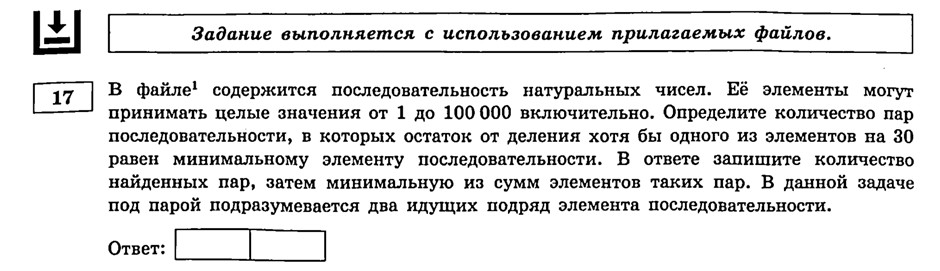 Задание выполняется с использованием прилагаемых файлов.
17
В файле¹ содержится последовательность натуральных чисел. Её элементы могут
принимать целые значения от 1 до 100 000 включительно. Определите количество пар
последовательности, в которых остаток от деления хотя бы одного из элементов на 30
равен минимальному элементу последовательности. В ответе запишите количество
найденных пар, затем минимальную из сумм элементов таких пар. В данной задаче
под парой подразумевается два идущих подряд элемента последовательности.
Ответ: